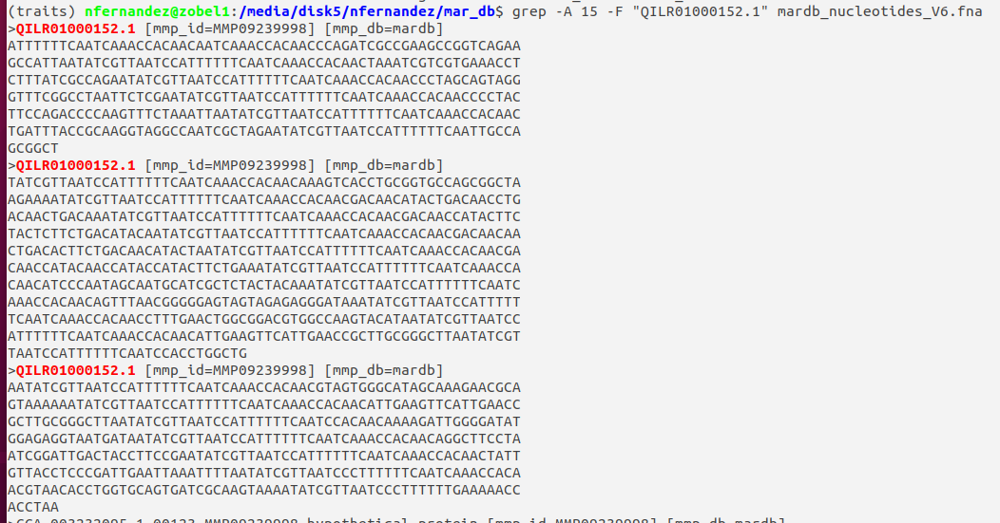 (traits) nfernandez@zobel1:/media/disk5/nfernandez/mar_db$ grep -A 15 -F "QILR01000152.1" mardb_nucleotides_V6.fna
>QILR01000152.1 [mmp_id=MMP09239998] [mmp_db=mardb]
ATTTTTTCAATCAAACCACAACAATCAAACCACAACCCAGATCGCCGAAGCCGGTCAGAA
GCCATTAATATCGTTAATCCATTTTTTCAATCAAACCACAACTAAATCGTCGTGAAACCT
CTTTATCGCCAGAATATCGTTAATCCATTTTTTCAATCAAACCACAACCCTAGCAGTAGG
GTTTCGGCCTAATTCTCGAATATCGTTAATCCATTTTTTCAATCAAACCACAACCCCTAC
TTCCAGACCCCAAGTTTCTAAATTAATATCGTTAATCCATTTTTTCAATCAAACCACAAC
TGATTTACCGCAAGGTAGGCCAATCGCTAGAATATCGTTAATCCATTTTTTCAATTGCCA
GCGGCT
>QILR01000152.1 [mmp_id=MMP09239998] [mmp_db=mardb]
TATCGTTAATCCATTTTTTCAATCAAACCACAACAAAGTCACCTGCGGTGCCAGCGGCTA
AGAAAATATCGTTAATCCATTTTTTCAATCAAACCACAACGACAACATACTGACAACCTG
ACAACTGACAAATATCGTTAATCCATTTTTTCAATCAAACCACAACGACAACCATACTTC
TACTCTTCTGACATACAATATCGTTAATCCATTTTTTCAATCAAACCACAACGACAACAA
CTGACACTTCTGACAACATACTAATATCGTTAATCCATTTTTTCAATCAAACCACAACGA
CAACCATACAACCATACCATACTTCTGAAATATCGTTAATCCATTTTTTCAATCAAACCA
CAACATCCCAATAGCAATGCATCGCTCTACTACAAATATCGTTAATCCATTTTTTCAATC
AAACCACAACAGTTTAACGGGGGAGTAGTAGAGAGGGATAAATATCGTTAATCCATTTTT
TCAATCAAACCACAACCTTTGAACTGGCGGACGTGGCCAAGTACATAATATCGTTAATCC
ATTTTTTCAATCAAACCACAACATTGAAGTTCATTGAACCGCTTGCGGGCTTAATATCGT
TAATCCATTTTTTCAATCCACCTGGCTG
>QILR01000152.1 [mmp_id=MMP09239998] [mmp_db=mardb]
AATATCGTTAATCCATTTTTTCAATCAAACCACAACGTAGTGGGCATAGCAAAGAACGCA
GTAAAAAATATCGTTAATCCATTTTTTCAATCAAACCACAACATTGAAGTTCATTGAACC
GCTTGCGGGCTTAATATCGTTAATCCATTTTTTCAATCCACAACAAAAGATTGGGGATAT
GGAGAGGTAATGATAATATCGTTAATCCATTTTTTCAATCAAACCACAACAGGCTTCCTA
ATCGGATTGACTACCTTCCGAATATCGTTAATCCATTTTTTCAATCAAACCACAACTATT
GTTACCTCCCGATTGAATTAAATTTTAATATCGTTAATCCCTTTTTTCAATCAAACCACA
ACGTAACACCTGGTGCAGTGATCGCAAGTAAAATATCGTTAATCCCTTTTTTGAAAAACC
ACCTAA